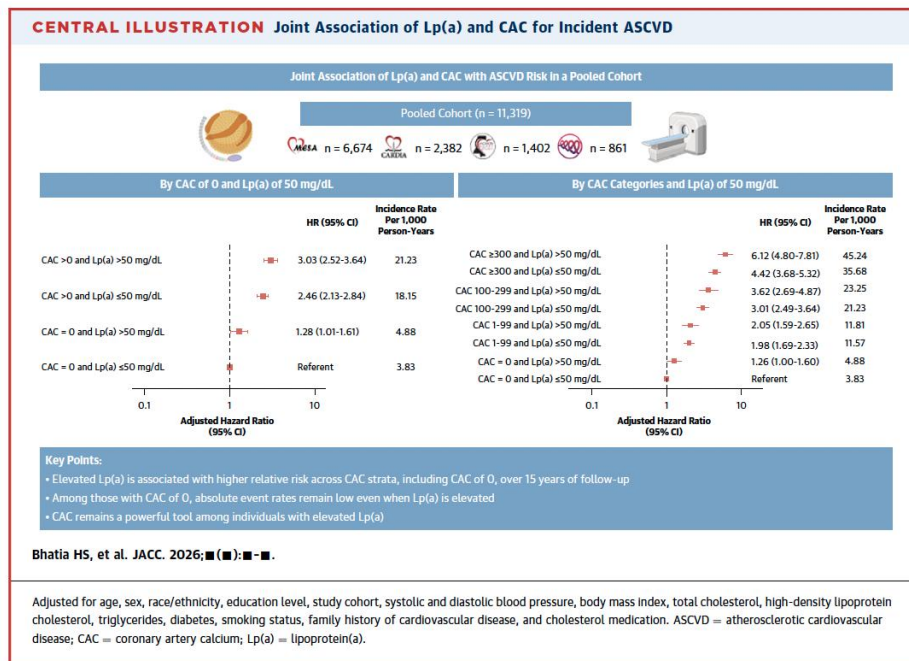 CENTRAL ILLUSTRATION Joint Association of Lp(a) and CAC for Incident ASCVD
Joint Association of Lp(a) and CAC with ASCVD Risk in a Pooled Cohort
Pooled Cohort (n = 11,319)
MESA n = 6,674 CARDIA n = 2,382 n = 1,402 n = 861
By CAC of 0 and Lp(a) of 50 mg/dL
HR (95% CI)
Incidence Rate
Per 1,000
Person-Years
CAC >0 and Lp(a) >50 mg/dL 3.03 (2.52-3.64) 21.23
CAC >0 and Lp(a) ≤50 mg/dL 2.46 (2.13-2.84) 18.15
CAC = 0 and Lp(a) >50 mg/dL 1.28 (1.01-1.61) 4.88
CAC = 0 and Lp(a) ≤50 mg/dL Referent 3.83
0.1 1 10
Adjusted Hazard Ratio
(95% CI)
By CAC Categories and Lp(a) of 50 mg/dL
HR (95% CI)
Incidence Rate
Per 1,000
Person-Years
CAC ≥300 and Lp(a) >50 mg/dL 6.12 (4.80-7.81) 45.24
CAC ≥300 and Lp(a) ≤50 mg/dL 4.42 (3.68-5.32) 35.68
CAC 100-299 and Lp(a) >50 mg/dL 3.62 (2.69-4.87) 23.25
CAC 100-299 and Lp(a) ≤50 mg/dL 3.01 (2.49-3.64) 21.23
CAC 1-99 and Lp(a) >50 mg/dL 2.05 (1.59-2.65) 11.81
CAC 1-99 and Lp(a) ≤50 mg/dL 1.98 (1.69-2.33) 11.57
CAC = 0 and Lp(a) >50 mg/dL 1.26 (1.00-1.60) 4.88
CAC = 0 and Lp(a) ≤50 mg/dL Referent 3.83
0.1 1 10
Adjusted Hazard Ratio
(95% CI)
Key Points:
• Elevated Lp(a) is associated with higher relative risk across CAC strata, including CAC of 0, over 15 years of follow-up
• Among those with CAC of 0, absolute event rates remain low even when Lp(a) is elevated
• CAC remains a powerful tool among individuals with elevated Lp(a)
Bhatia HS, et al. JACC. 2026;■(■):■-■.
Adjusted for age, sex, race/ethnicity, education level, study cohort, systolic and diastolic blood pressure, body mass index, total cholesterol, high-density lipoprotein
cholesterol, triglycerides, diabetes, smoking status, family history of cardiovascular disease, and cholesterol medication. ASCVD = atherosclerotic cardiovascular
disease; CAC = coronary artery calcium; Lp(a) = lipoprotein(a).